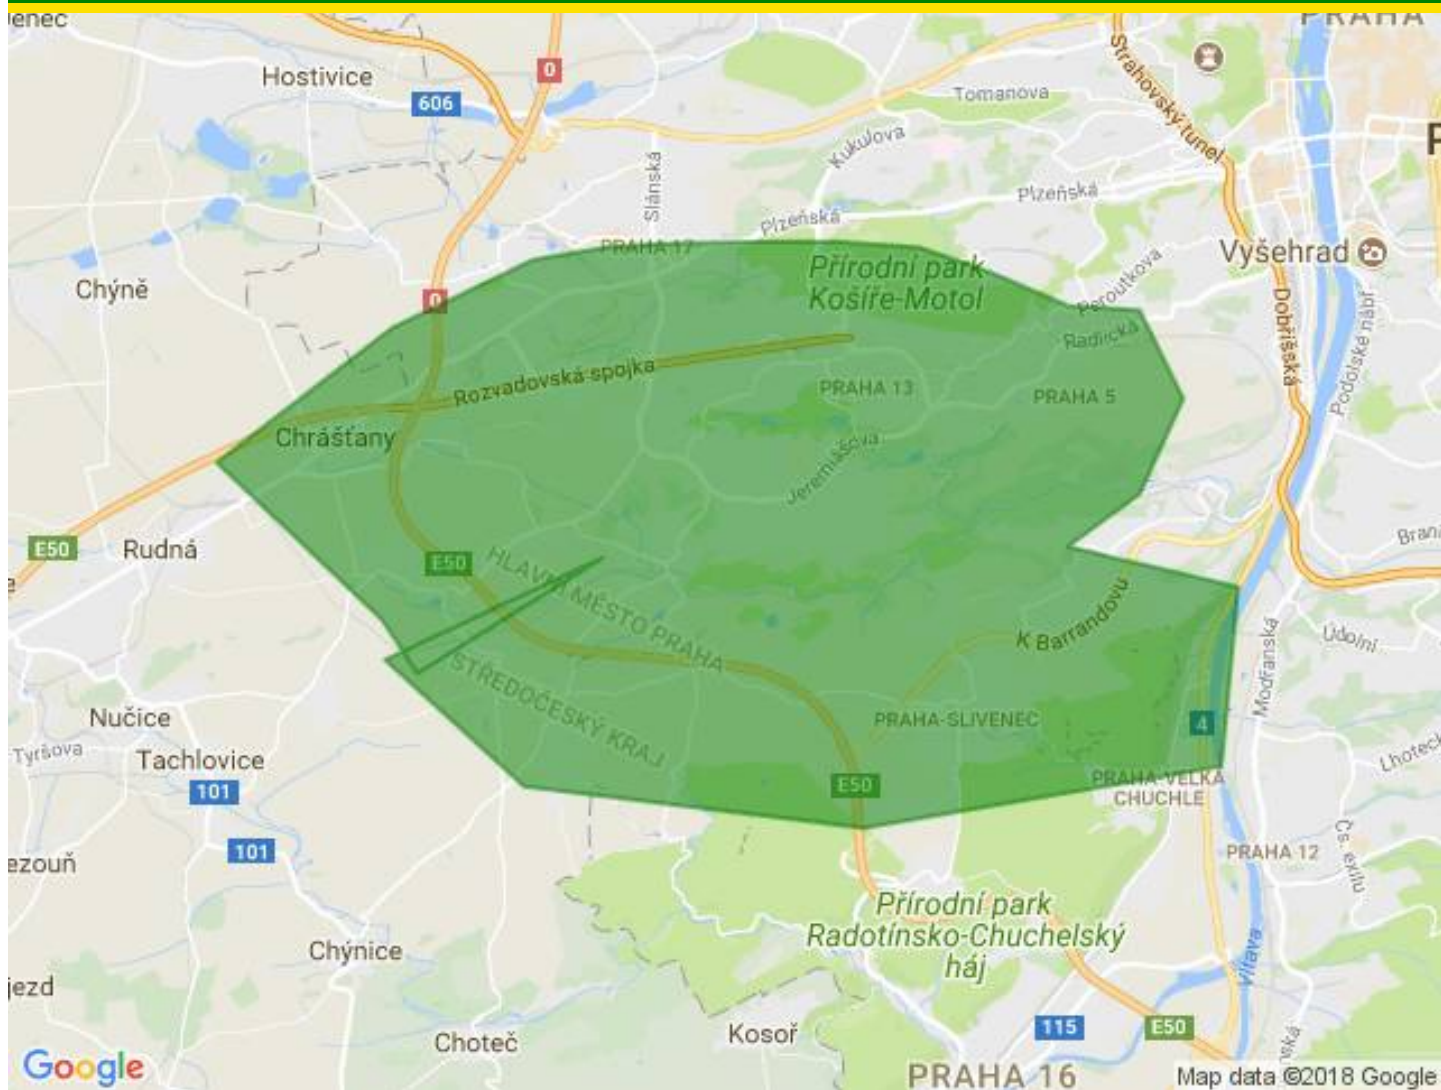 PRAHA
Hostivice
0
606
Tomanova
Strahovský tunel
Kukulova
Slánská
Plzeňská
Plzeňská
PRAHA 17
Vyšehrad
Přírodní park
Košíře-Motol
Peroutkova
Chýně
0
Radlická
Dobříšská
Podolské nábř
Rozvadovská spojka
PRAHA 13
PRAHA 5
Chrášťany
Jeremiášova
E50
Rudná
E50
HLAVNÍ MĚSTO PRAHA
K Barrandovu
Údolní
Modřanská
STŘEDOČESKÝ KRAJ
Nučice
PRAHA-SLIVENEC
4
Tyršova
Tachlovice
101
E50
PRAHA-VELKÁ
CHUCHLE
101
PRAHA 12
Čs. exilu
ezouň
Přírodní park
Radotínsko-Chuchelský
háj
Chýnice
Vltava
jezd
Choteč
Kosoř
115
E50
Google
PRAHA 16
Map data ©2018 Google